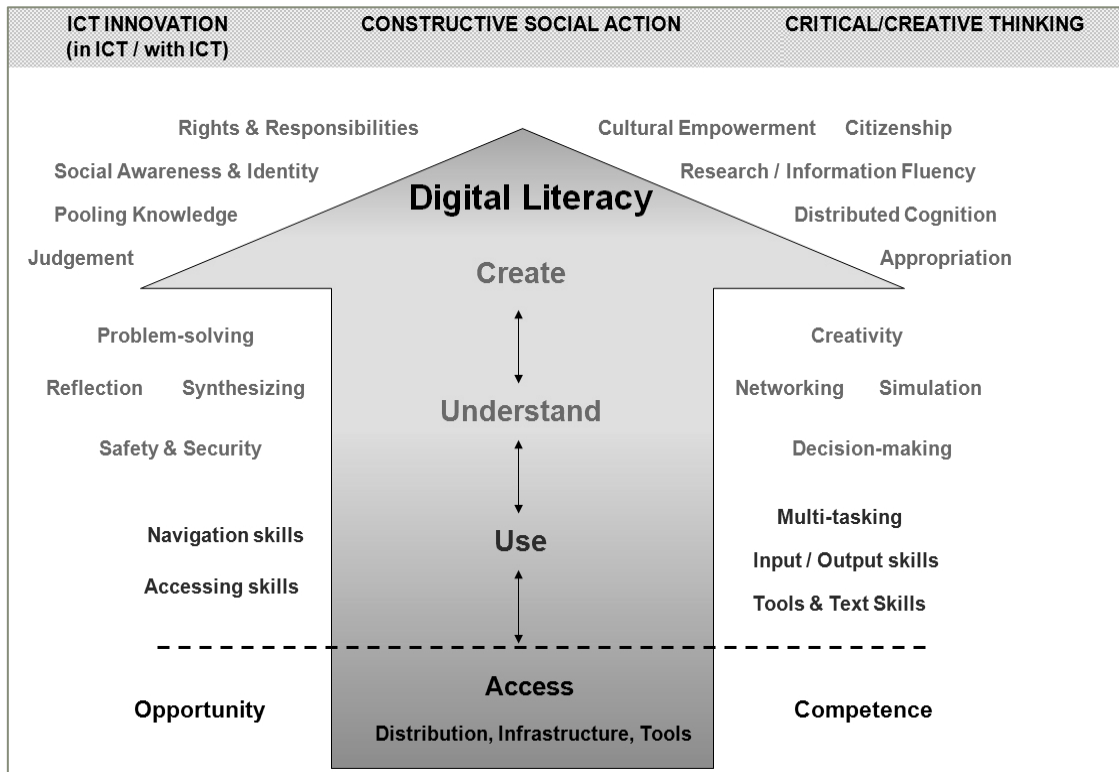 ICT INNOVATION
(in ICT / with ICT)
CONSTRUCTIVE SOCIAL ACTION
CRITICAL/CREATIVE THINKING
Rights & Responsibilities
Cultural Empowerment
Citizenship
Social Awareness & Identity
Research / Information Fluency
Digital Literacy
Pooling Knowledge
Distributed Cognition
Judgement
Appropriation
Create
Problem-solving
Creativity
Reflection
Synthesizing
Networking
Simulation
Understand
Safety & Security
Decision-making
Navigation skills
Use
Multi-tasking
Accessing skills
Input / Output skills
Tools & Text Skills
Access
Opportunity
Competence
Distribution, Infrastructure, Tools